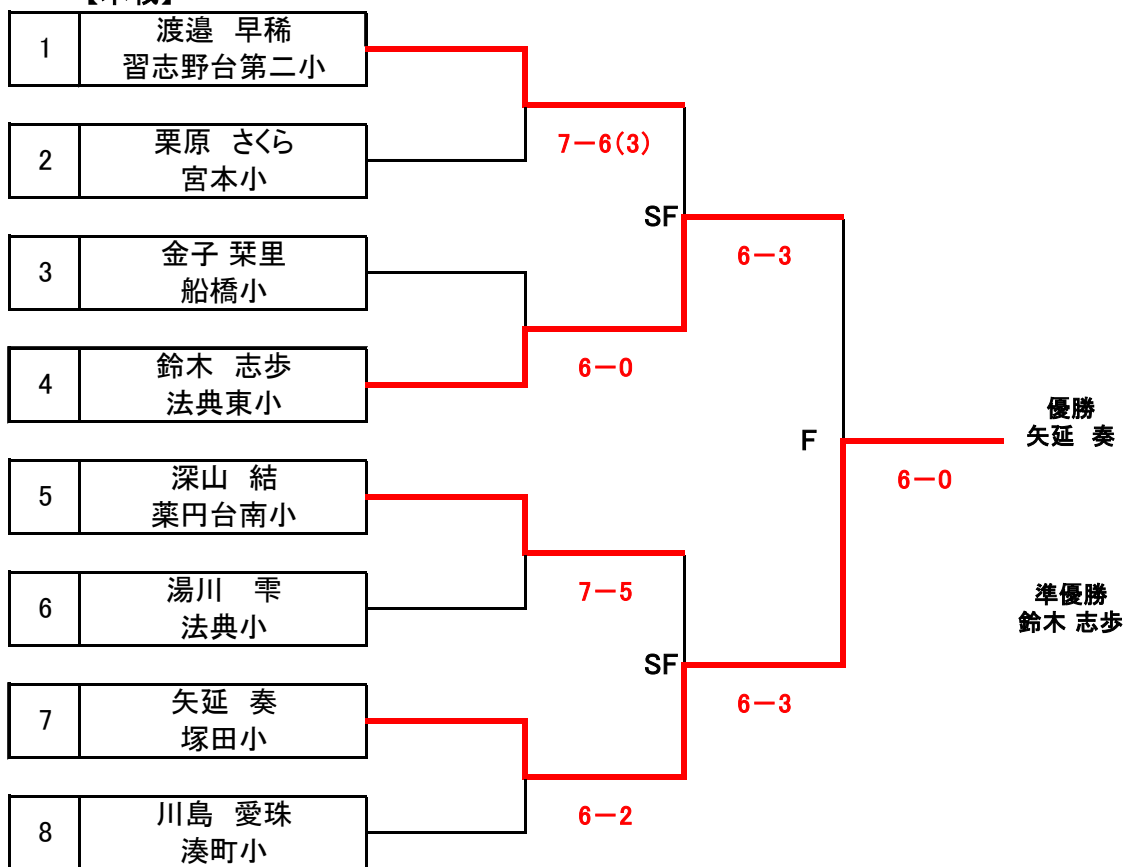 1
渡邉 早稀
習志野台第二小
2
栗原 さくら
宮本小
7－6(3)
SF
3
金子 栞里
船橋小
6－3
4
鈴木 志歩
法典東小
6－0
優勝
矢延 奏
F
6－0
5
深山 結
薬円台南小
6
湯川 雫
法典小
7－5
準優勝
鈴木 志歩
SF
6－3
7
矢延 奏
塚田小
8
川島 愛珠
湊町小
6－2